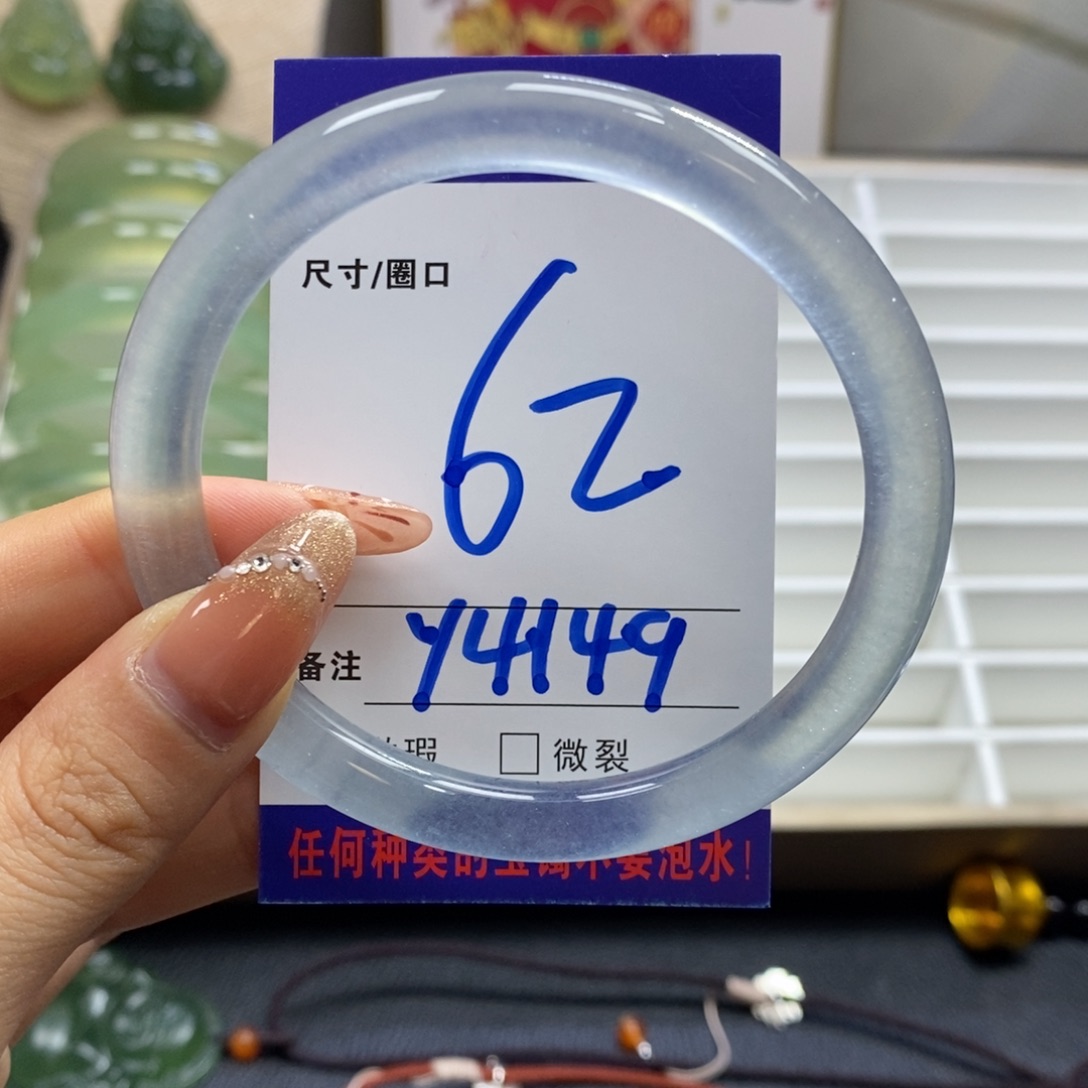 尺寸/圈口
62
备注 Y4149
瑕 □ 微裂
任何种类的玉镯不要泡水！